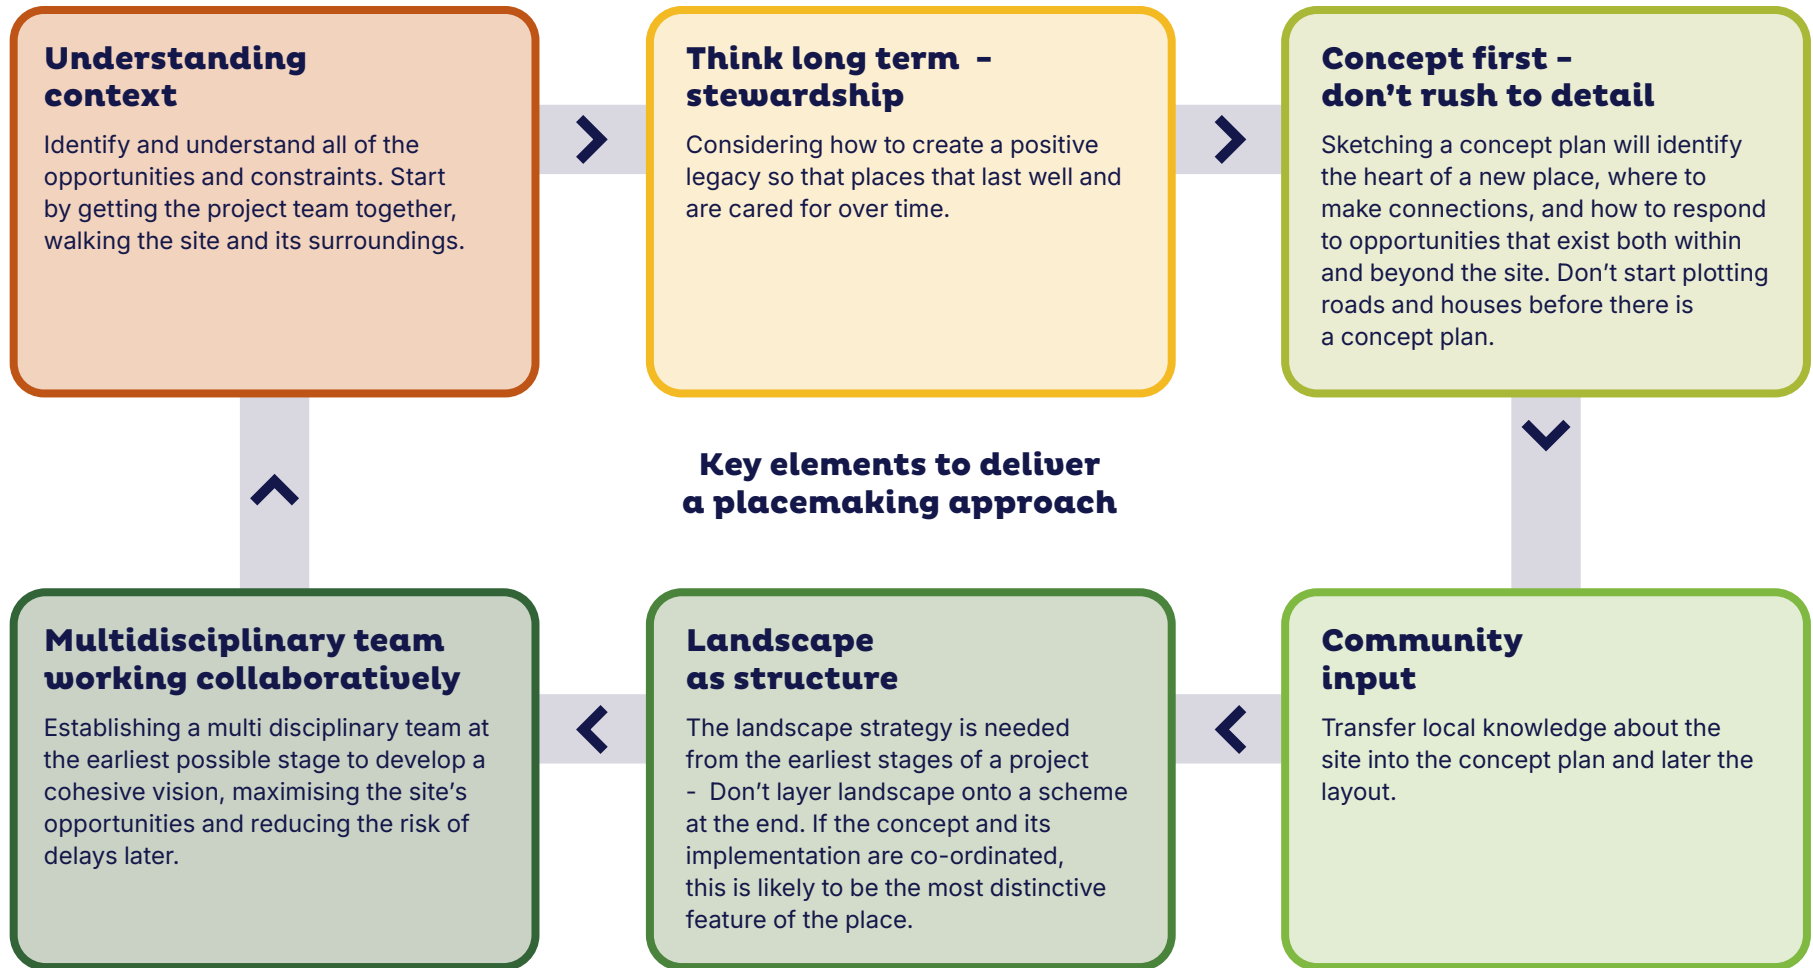 Understanding
context
Identify and understand all of the
opportunities and constraints. Start
by getting the project team together,
walking the site and its surroundings.
Think long term  –
stewardship
Considering how to create a positive
legacy so that places that last well and
are cared for over time.
Concept first –
don’t rush to detail
Sketching a concept plan will identify
the heart of a new place, where to
make connections, and how to respond
to opportunities that exist both within
and beyond the site. Don’t start plotting
roads and houses before there is
a concept plan.
Key elements to deliver
a placemaking approach
Multidisciplinary team
working collaboratively
Establishing a multi disciplinary team at
the earliest possible stage to develop a
cohesive vision, maximising the site’s
opportunities and reducing the risk of
delays later.
Landscape
as structure
The landscape strategy is needed
from the earliest stages of a project
-  Don’t layer landscape onto a scheme
at the end. If the concept and its
implementation are co-ordinated,
this is likely to be the most distinctive
feature of the place.
Community
input
Transfer local knowledge about the
site into the concept plan and later the
layout.